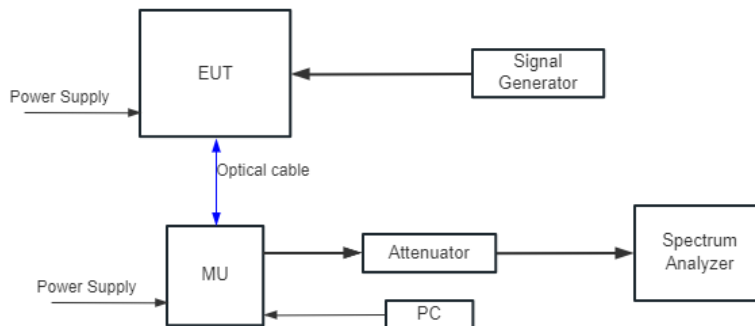 EUT
Signal
Generator
Power Supply
Optical cable
MU
Attenuator
Spectrum
Analyzer
Power Supply
PC